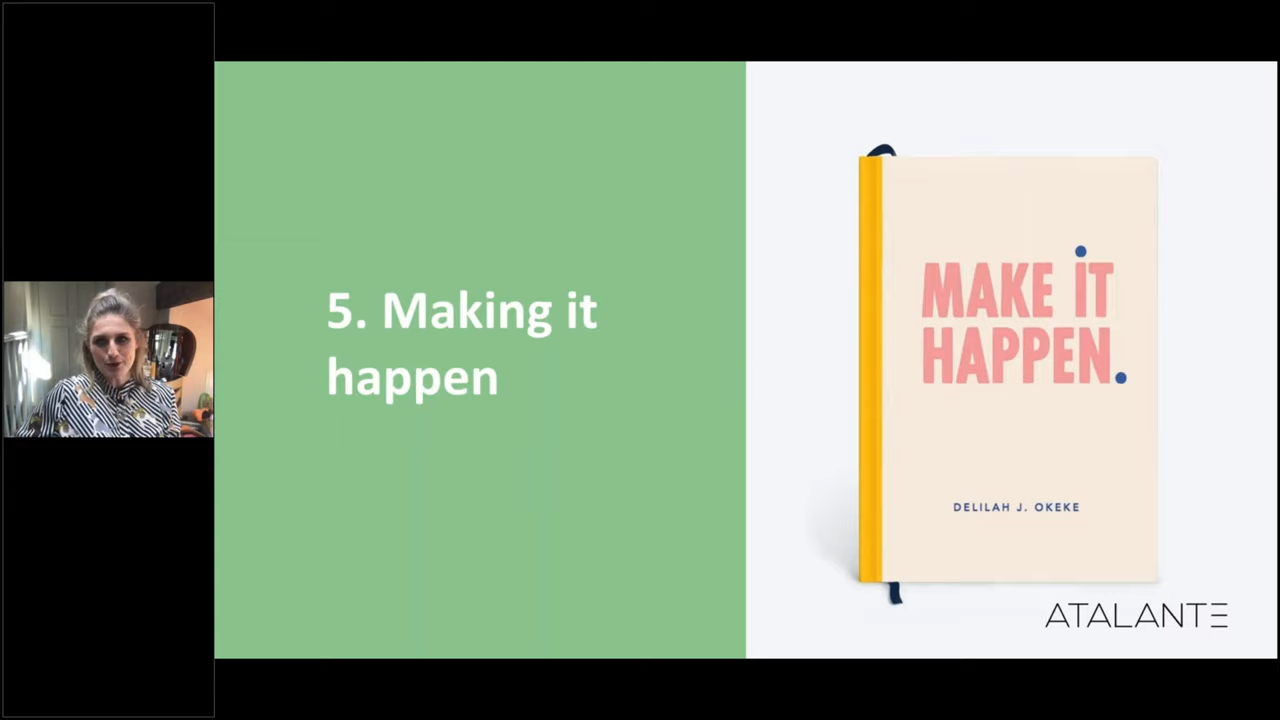 5. Making it
happen
MAKE iT
HAPPEN.
DELILAH J. OKEKE
ATALANTE